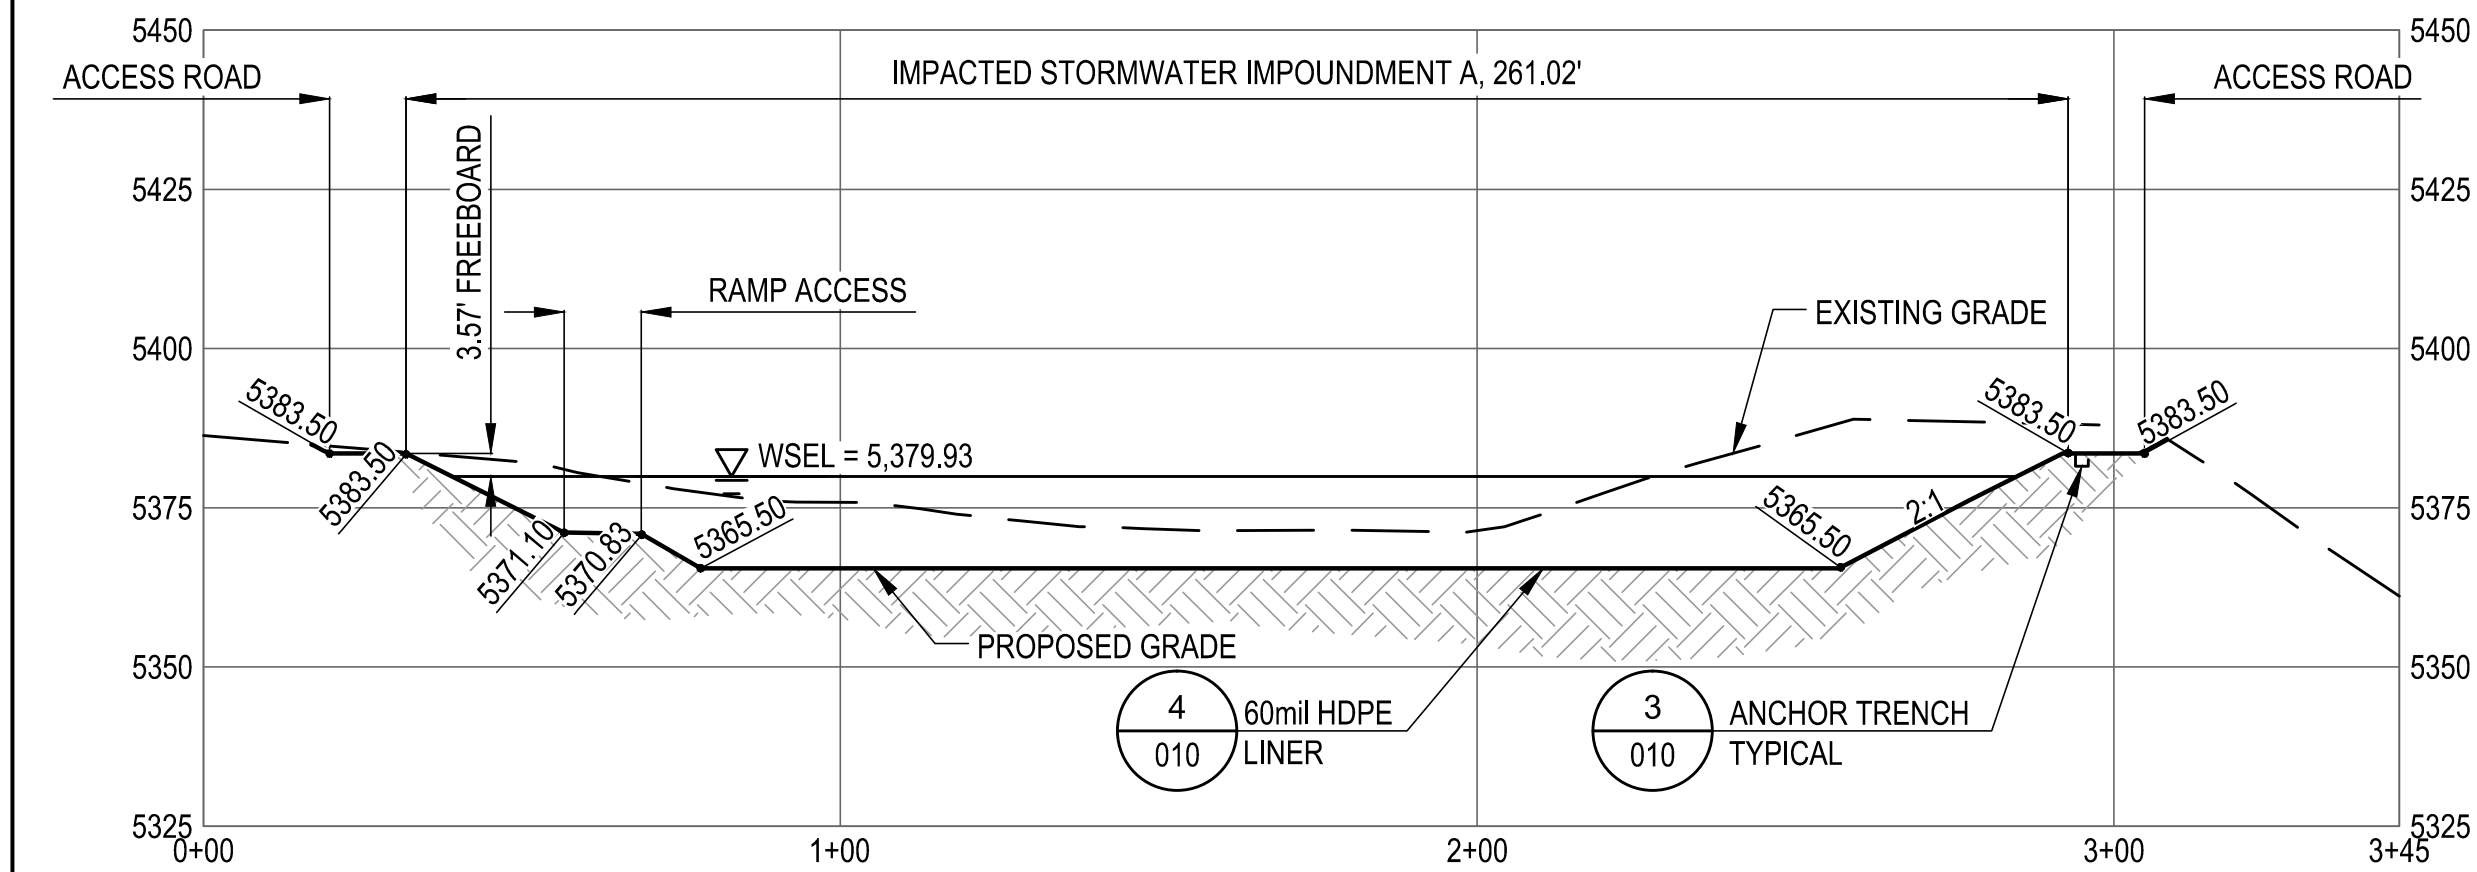 5450
5450
ACCESS ROAD
IMPACTED STORMWATER IMPOUNDMENT A, 261.02'
ACCESS ROAD
5425
5425
3.57' FREEBOARD
RAMP ACCESS
EXISTING GRADE
5400
5400
5383.50
5383.50
WSEL = 5,379.93
5383.50
5383.50
5375
5375
5371.10
5370.83
5365.50
5365.50
2:1
PROPOSED GRADE
5350
5350
4
010
60mil HDPE
LINER
3
010
ANCHOR TRENCH
TYPICAL
5325
5325
0+00
1+00
2+00
3+00
3+45